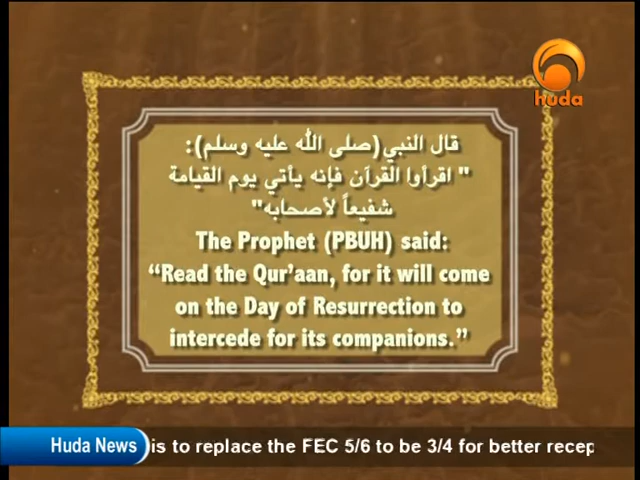 huda
قال النبي(صلى الله عليه وسلم):
" اقرأوا القرآن فإنه يأتي يوم القيامة
شفيعاً لأصحابه"
The Prophet (PBUH) said:
“Read the Qur’aan, for it will come
on the Day of Resurrection to
intercede for its companions.”
Huda News is to replace the FEC 5/6 to be 3/4 for better recep